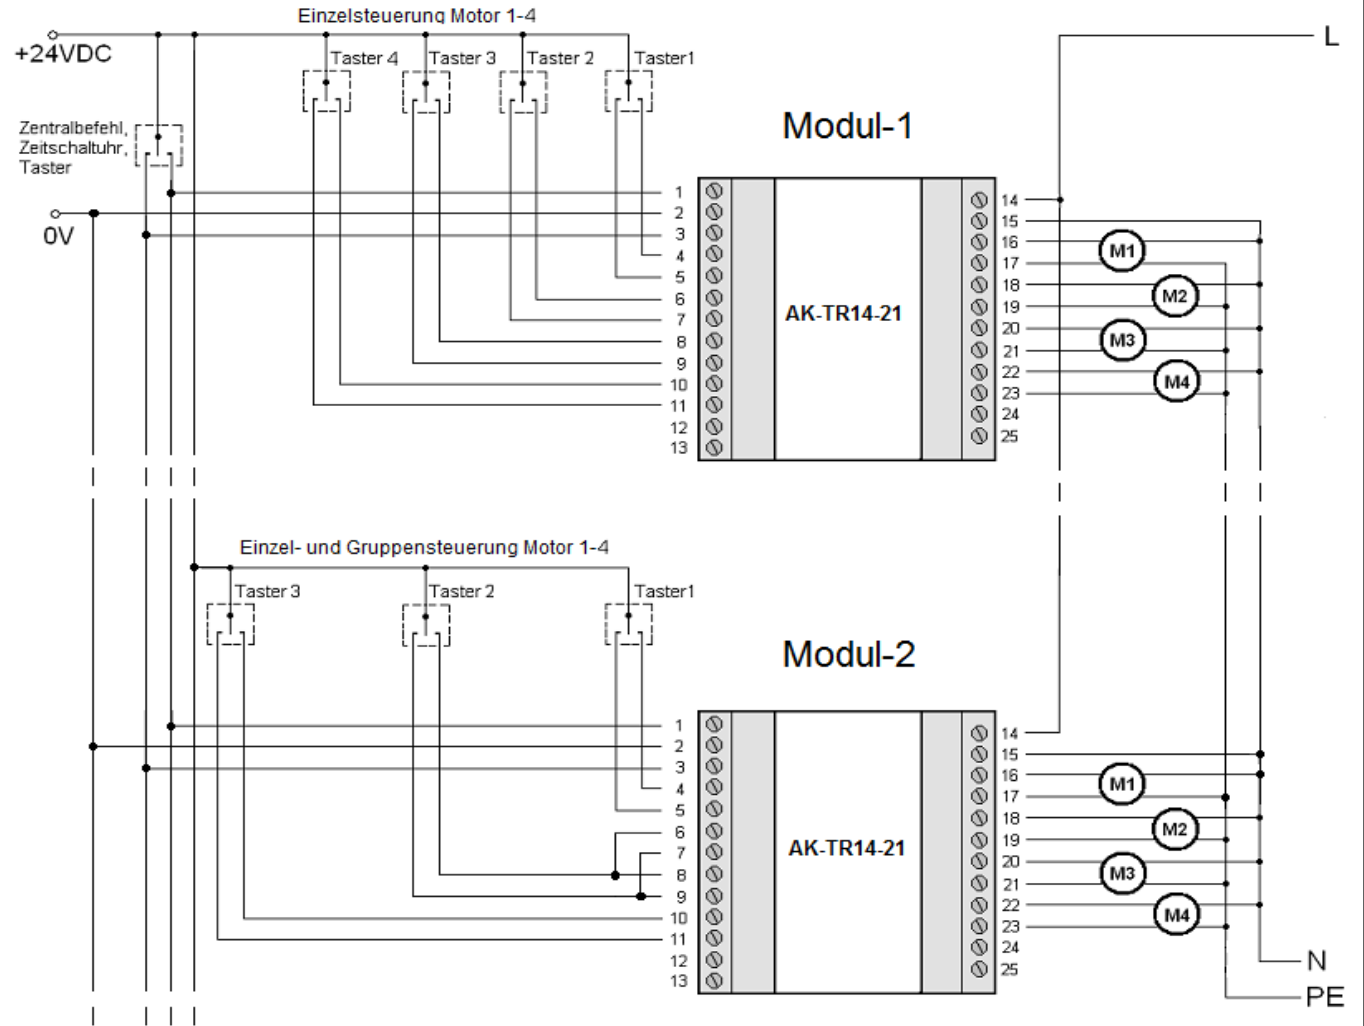 Einzelsteuerung Motor 1-4
+24VDC
Taster 4
Taster 3
Taster 2
Taster1
L
Zentralbefehl,
Zeitschaltuhr,
Taster
0V
Modul-1
1
2
3
4
5
6
7
8
9
10
11
12
13
AK-TR14-21
14
15
16
17
18
19
20
21
22
23
24
25
M1
M2
M3
M4
Einzel- und Gruppensteuerung Motor 1-4
Taster 3
Taster 2
Taster1
Modul-2
1
2
3
4
5
6
7
8
9
10
11
12
13
AK-TR14-21
14
15
16
17
18
19
20
21
22
23
24
25
M1
M2
M3
M4
N
PE